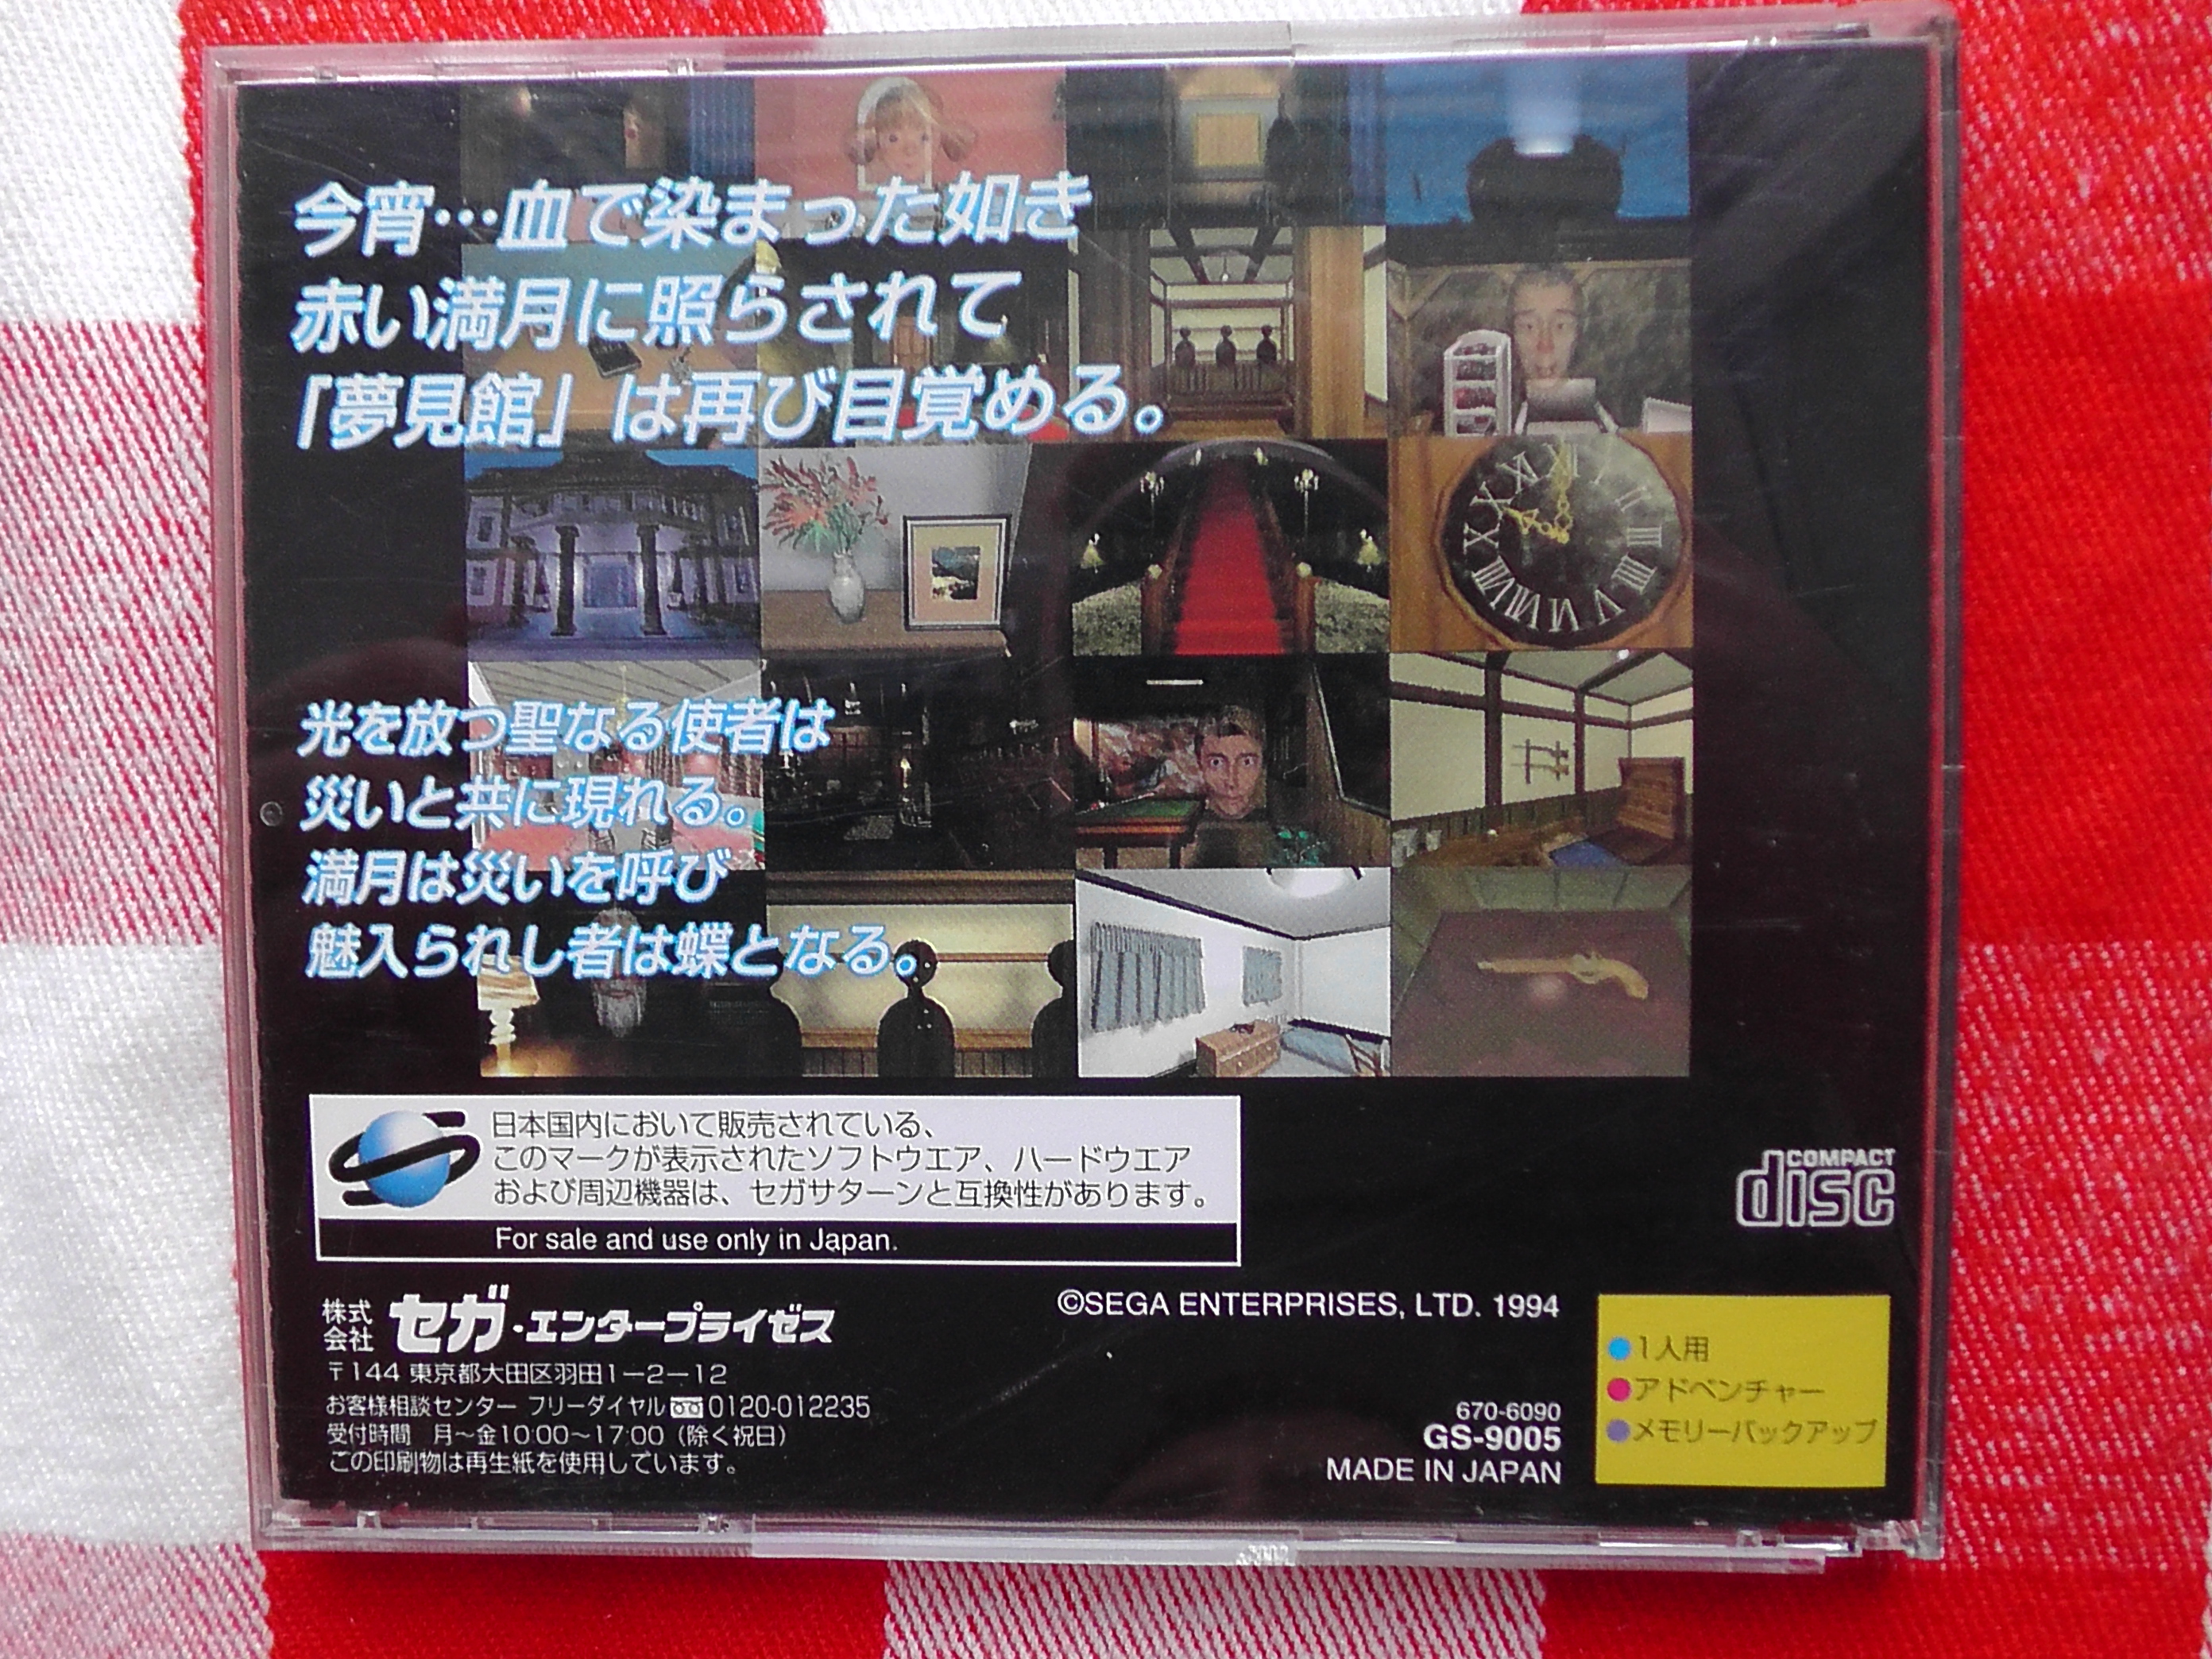 今宵…血で染まった如き
赤い満月に照らされて
「夢見館」は再び目覚める。
光を放つ聖なる使者は
災いと共に現れる。
満月は災いを呼び
魅入られし者は蝶となる。
日本国内において販売されている、
このマークが表示されたソフトウエア、ハードウエア
および周辺機器は、セガサターンと互換性があります。
For sale and use only in Japan.
COMPACT
disc
株式会社 セガ・エンタープライゼス
〒144 東京都大田区羽田1-2-12
お客様相談センター フリーダイヤル 0120-012235
受付時間 月~金10:00~17:00（除く祝日）
この印刷物は再生紙を使用しています。
©SEGA ENTERPRISES, LTD. 1994
670-6090
GS-9005
MADE IN JAPAN
●1人用
●アドベンチャー
●メモリーバックアップ